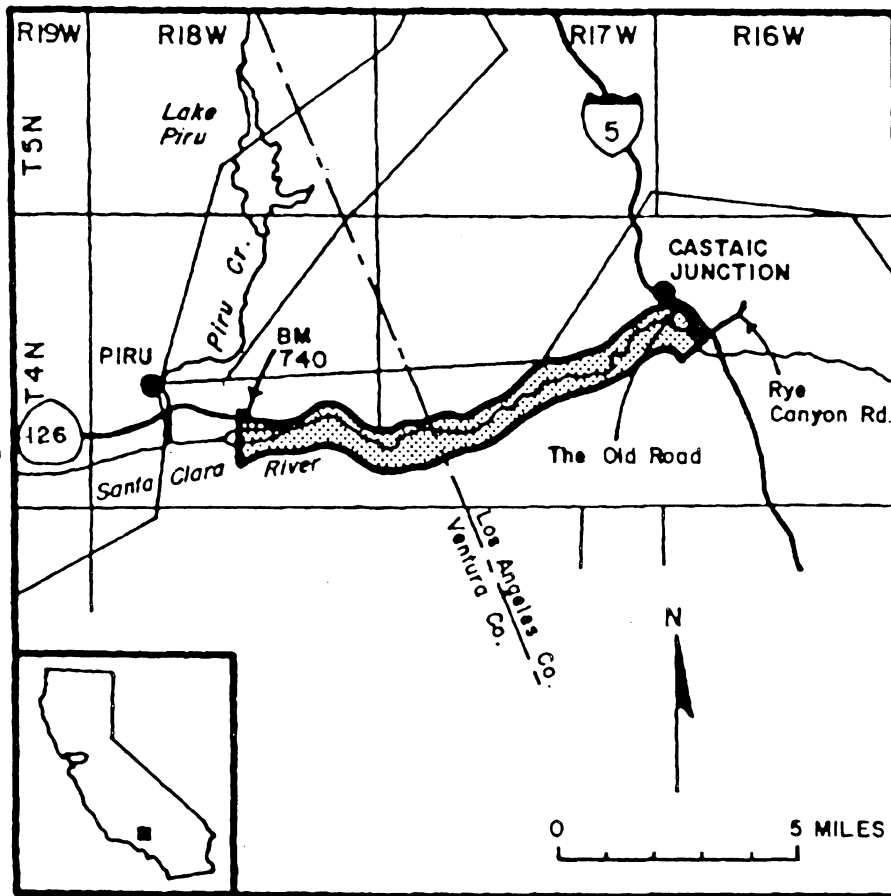 R19W
R18W
R17W
R16W
T5N
Lake
Piru
5
Piru Cr.
CASTAIC
JUNCTION
BM
740
PIRU
T4N
126
Rye
Canyon Rd.
The Old Road
Santa Clara River
Los Angeles Co.
Ventura Co.
N
0 5 MILES